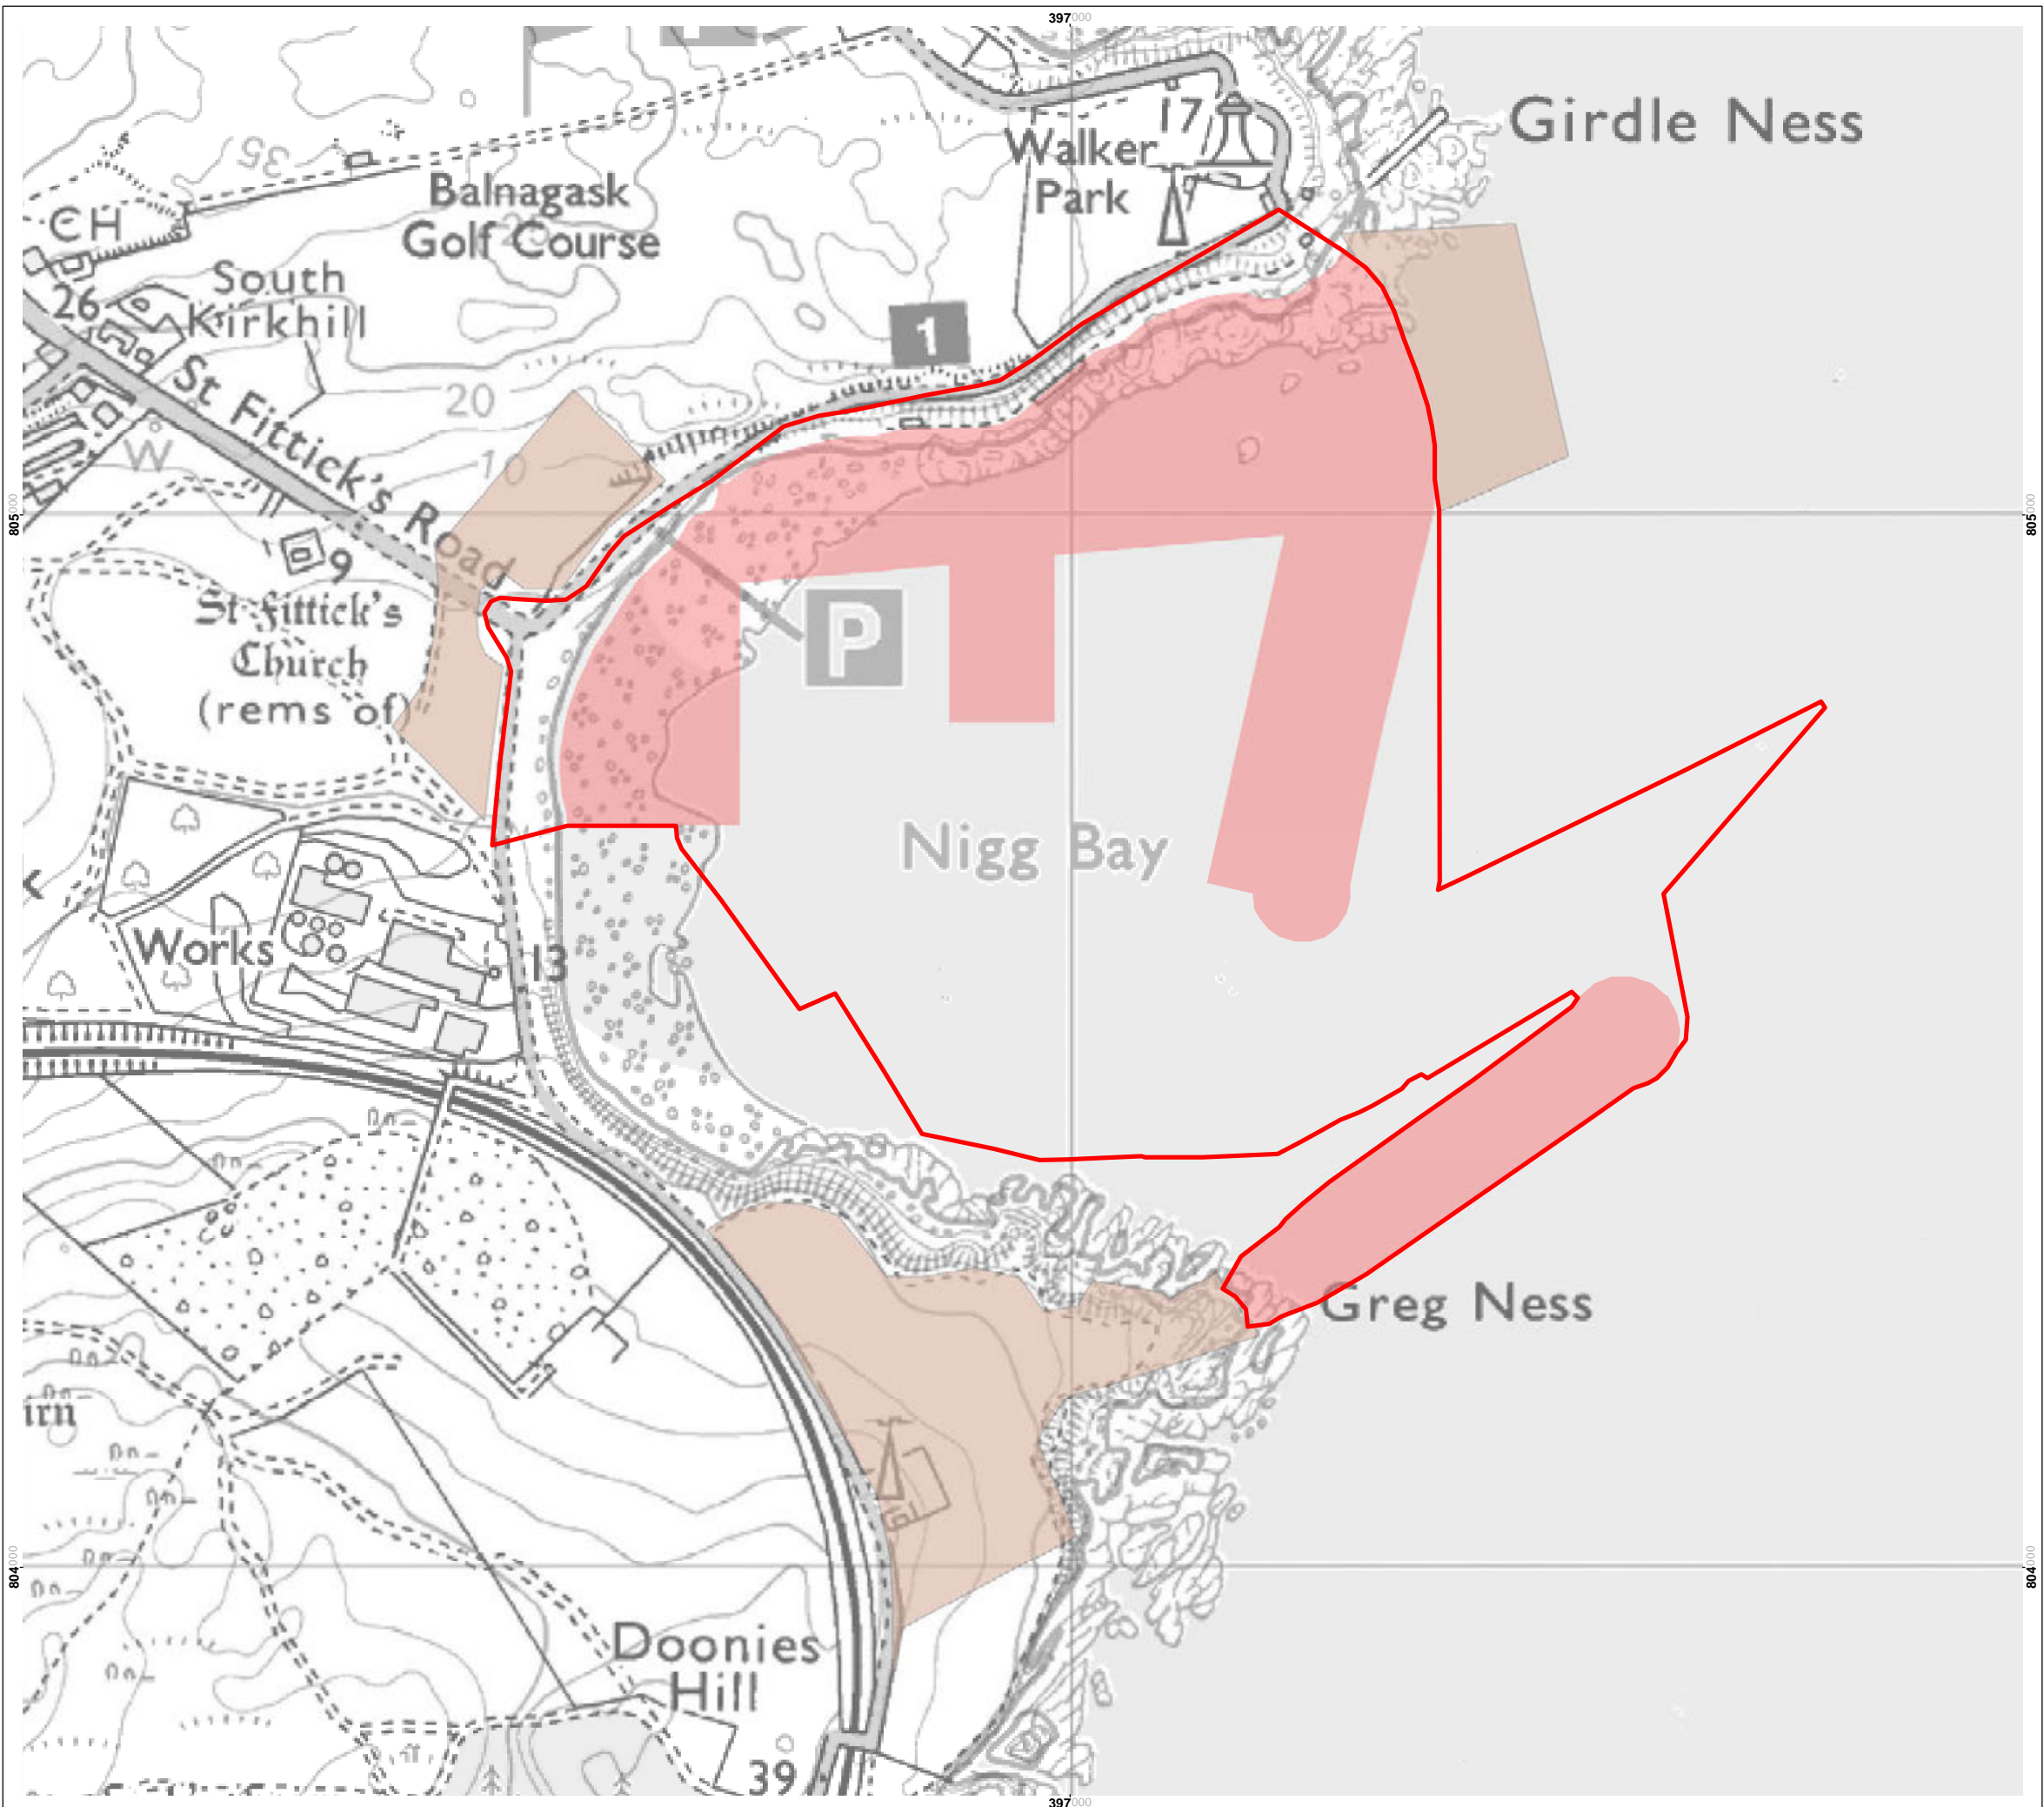 397000
Girdle Ness
17
Walker
Park
35
Balnagask
Golf Course
CH
South
Kirkhill
26
1
St Fittick's Road
20
W
10
805000
805000
9
St Fittick's
Church
(rems of)
P
Nigg Bay
Works
13
Greg Ness
irn
804000
804000
Doonies
Hill
39
397000